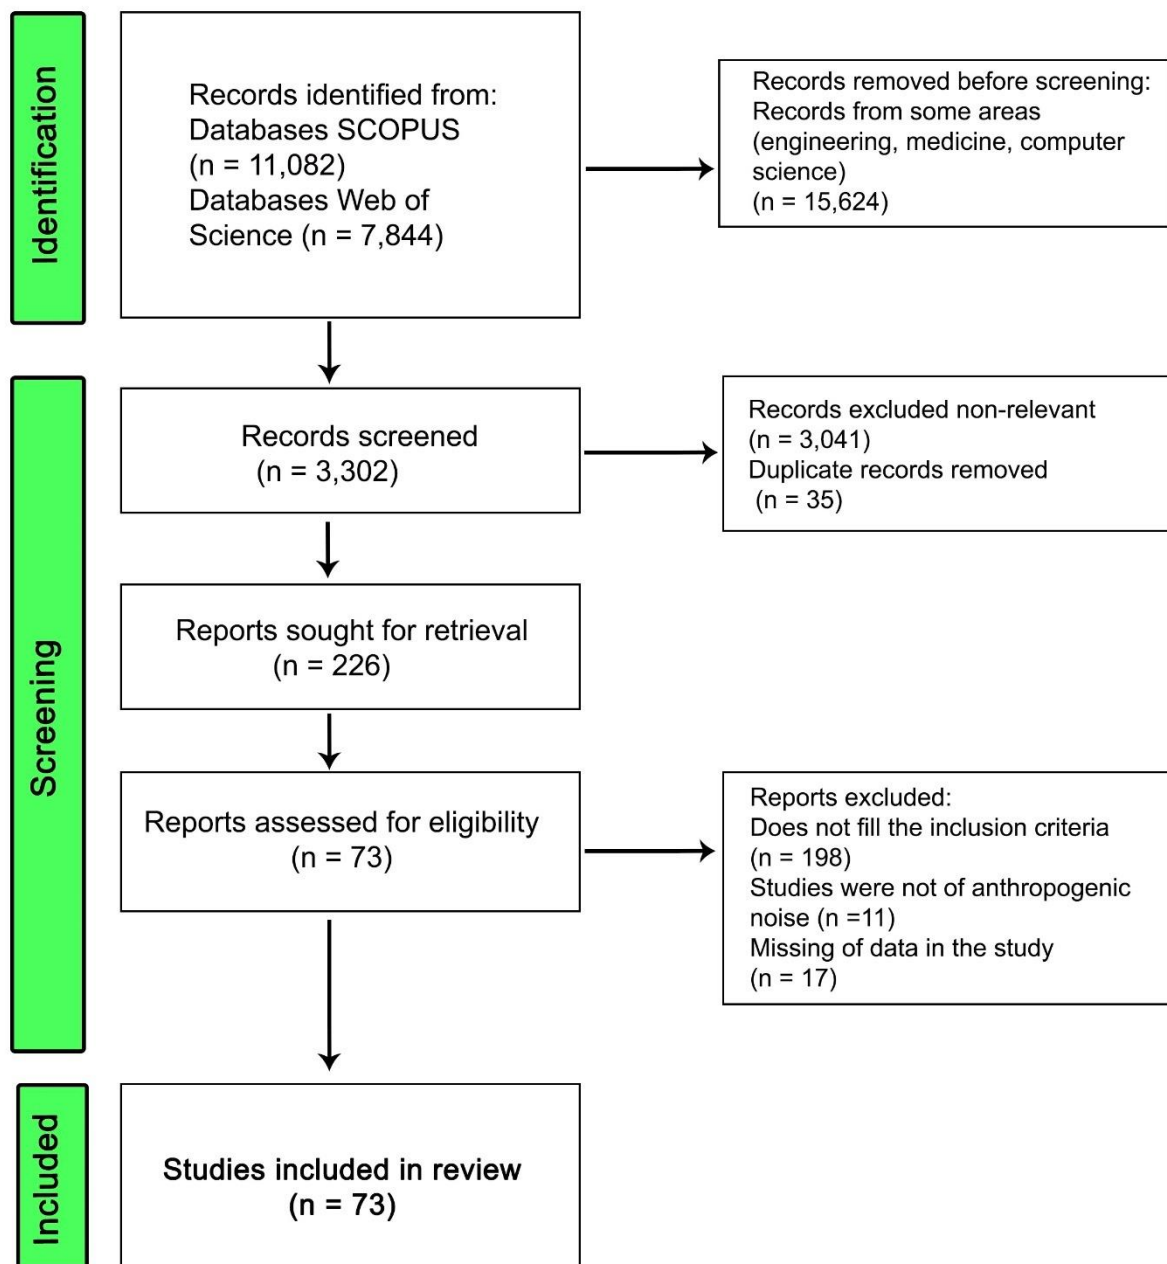 Identification
Records identified from:
Databases SCOPUS
(n = 11,082)
Databases Web of
Science (n = 7,844)
Records removed before screening:
Records from some areas
(engineering, medicine, computer
science)
(n = 15,624)
Screening
Records screened
(n = 3,302)
Records excluded non-relevant
(n = 3,041)
Duplicate records removed
(n = 35)
Reports sought for retrieval
(n = 226)
Reports assessed for eligibility
(n = 73)
Reports excluded:
Does not fill the inclusion criteria
(n = 198)
Studies were not of anthropogenic
noise (n =11)
Missing of data in the study
(n = 17)
Included
Studies included in review
(n = 73)